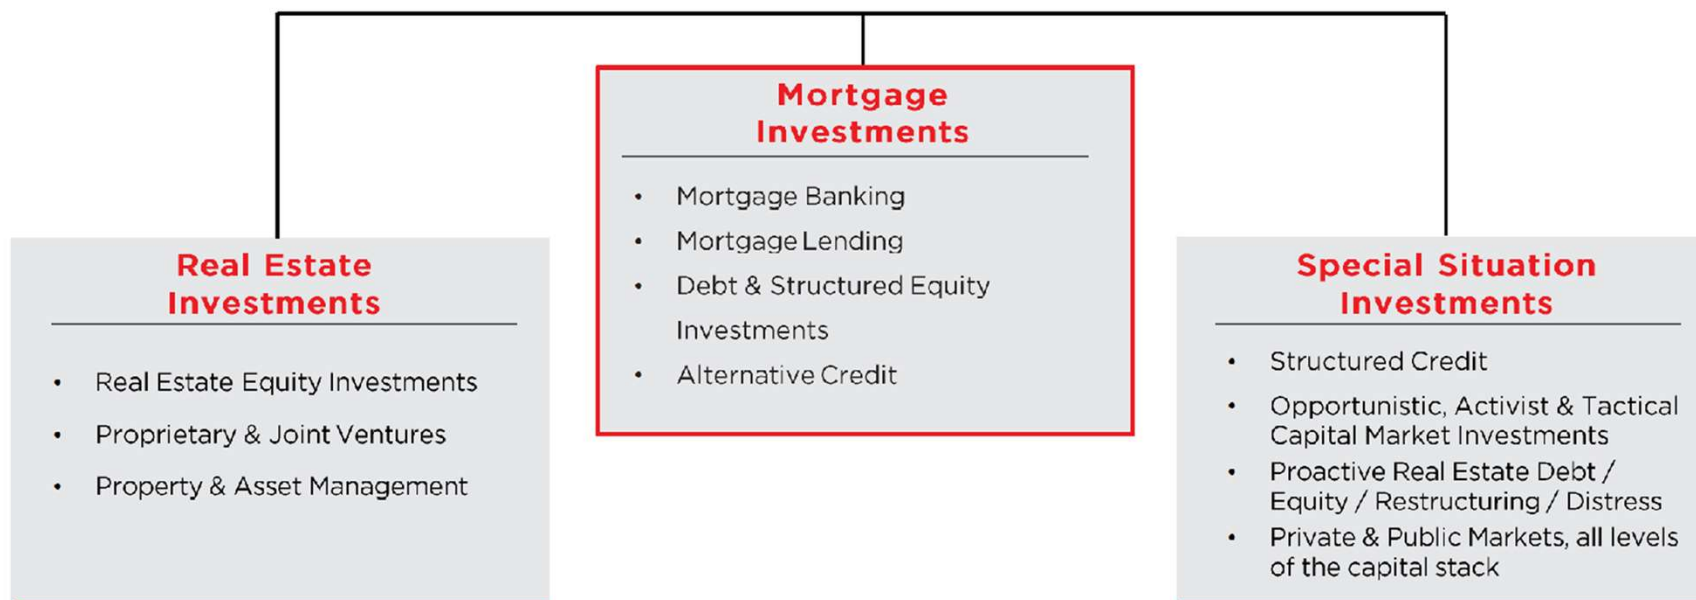 Real Estate
Investments
• Real Estate Equity Investments
• Proprietary & Joint Ventures
• Property & Asset Management
Mortgage
Investments
• Mortgage Banking
• Mortgage Lending
• Debt & Structured Equity
Investments
• Alternative Credit
Special Situation
Investments
• Structured Credit
• Opportunistic, Activist & Tactical
Capital Market Investments
• Proactive Real Estate Debt /
Equity / Restructuring / Distress
• Private & Public Markets, all levels
of the capital stack